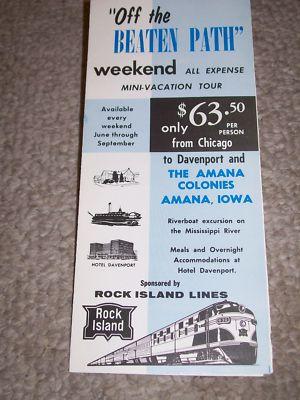 "Off the
BEATEN PATH"
weekend ALL EXPENSE
MINI-VACATION TOUR
Available
every
weekend
June through
September
only $63.50 PER PERSON
from Chicago
to Davenport and
THE AMANA
COLONIES
AMANA, IOWA
Riverboat excursion on
the Mississippi River
HOTEL DAVENPORT
Meals and Overnight
Accommodations at
Hotel Davenport.
Sponsored by
ROCK ISLAND LINES
Rock
Island